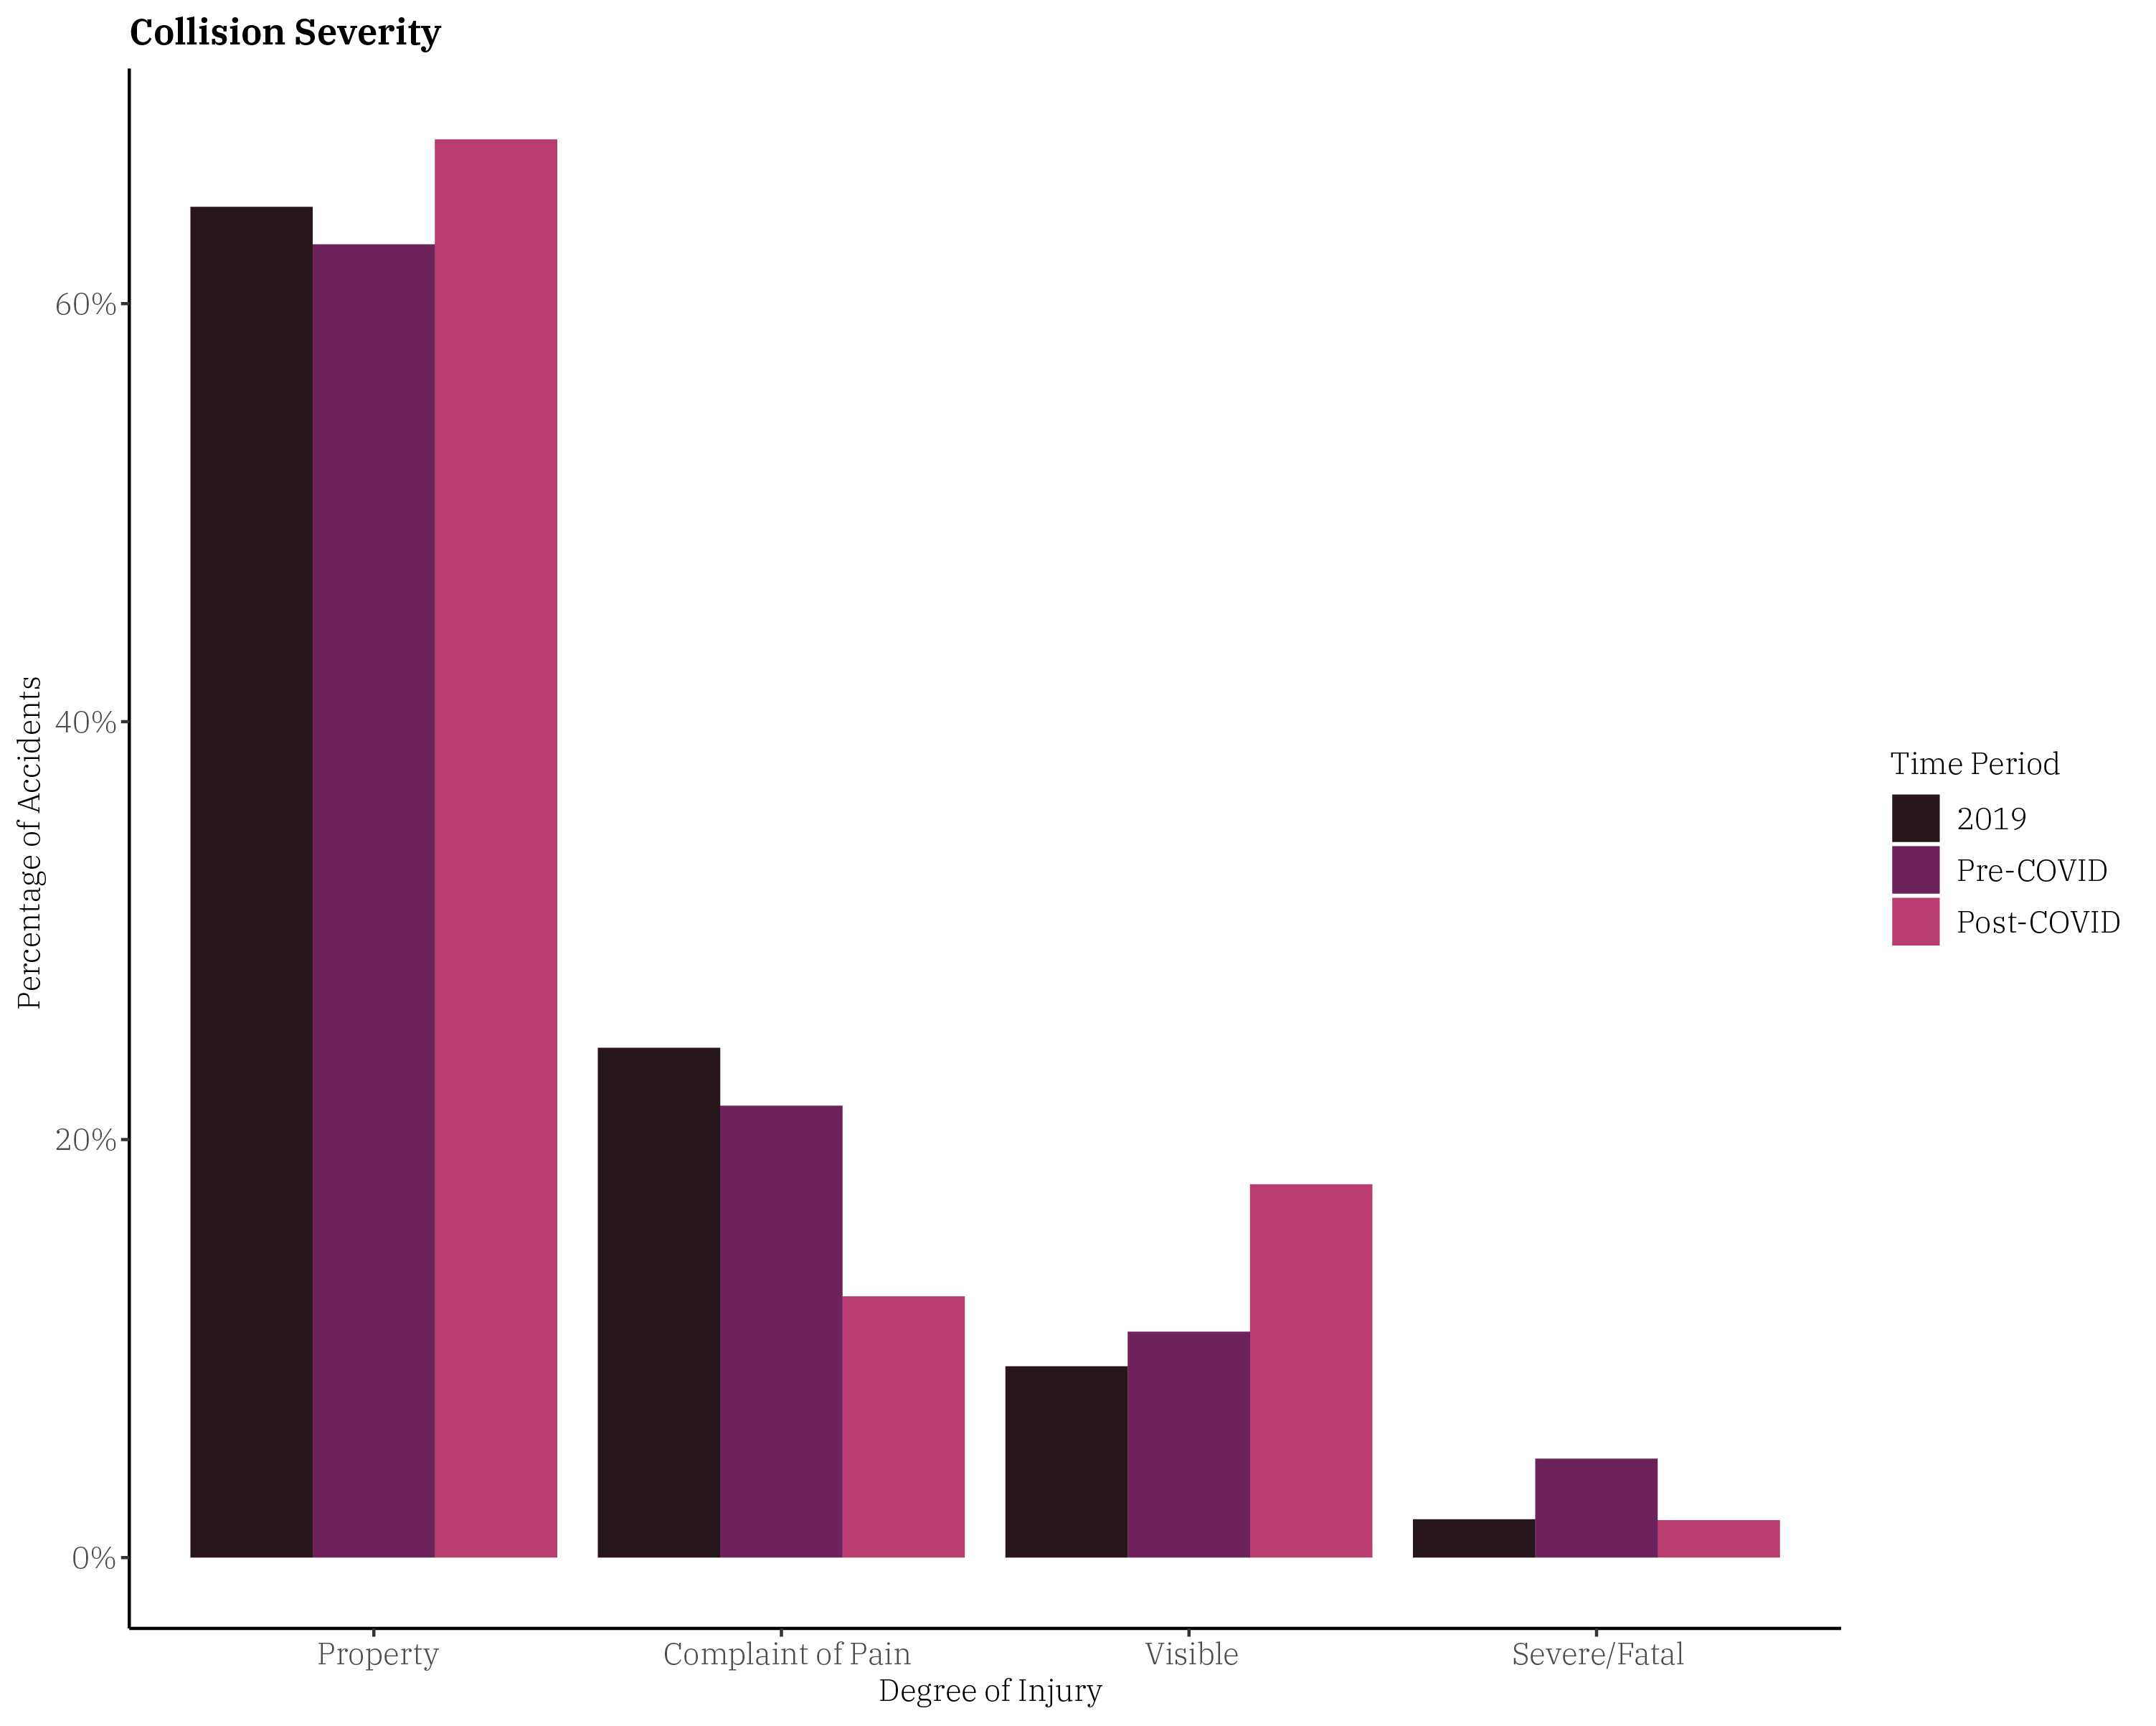 Collision Severity
Percentage of Accidents
60%
40%
20%
0%
Property
Complaint of Pain
Visible
Severe/Fatal
Degree of Injury
Time Period
2019
Pre-COVID
Post-COVID